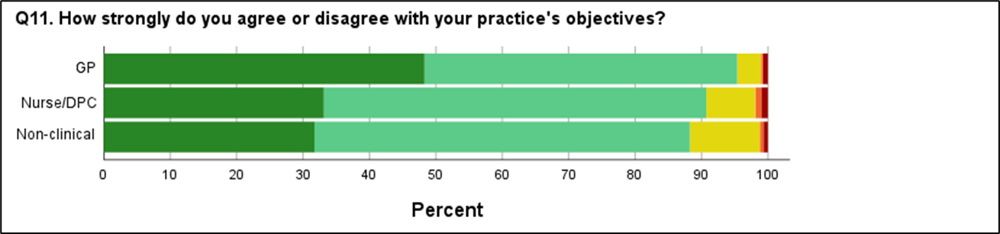 Q11. How strongly do you agree or disagree with your practice's objectives?
GP
Nurse/DPC
Non-clinical
0 10 20 30 40 50 60 70 80 90 100
Percent